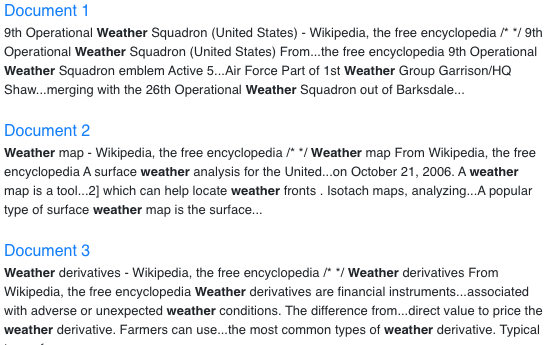 Document 1
9th Operational Weather Squadron (United States) - Wikipedia, the free encyclopedia /* */ 9th
Operational Weather Squadron (United States) From...the free encyclopedia 9th Operational
Weather Squadron emblem Active 5...Air Force Part of 1st Weather Group Garrison/HQ
Shaw...merging with the 26th Operational Weather Squadron out of Barksdale...
Document 2
Weather map - Wikipedia, the free encyclopedia /* */ Weather map From Wikipedia, the free
encyclopedia A surface weather analysis for the United...on October 21, 2006. A weather
map is a tool...2] which can help locate weather fronts . Isotach maps, analyzing...A popular
type of surface weather map is the surface...
Document 3
Weather derivatives - Wikipedia, the free encyclopedia /* */ Weather derivatives From
Wikipedia, the free encyclopedia Weather derivatives are financial instruments...associated
with adverse or unexpected weather conditions. The difference from...direct value to price the
weather derivative. Farmers can use...the most common types of weather derivative. Typical